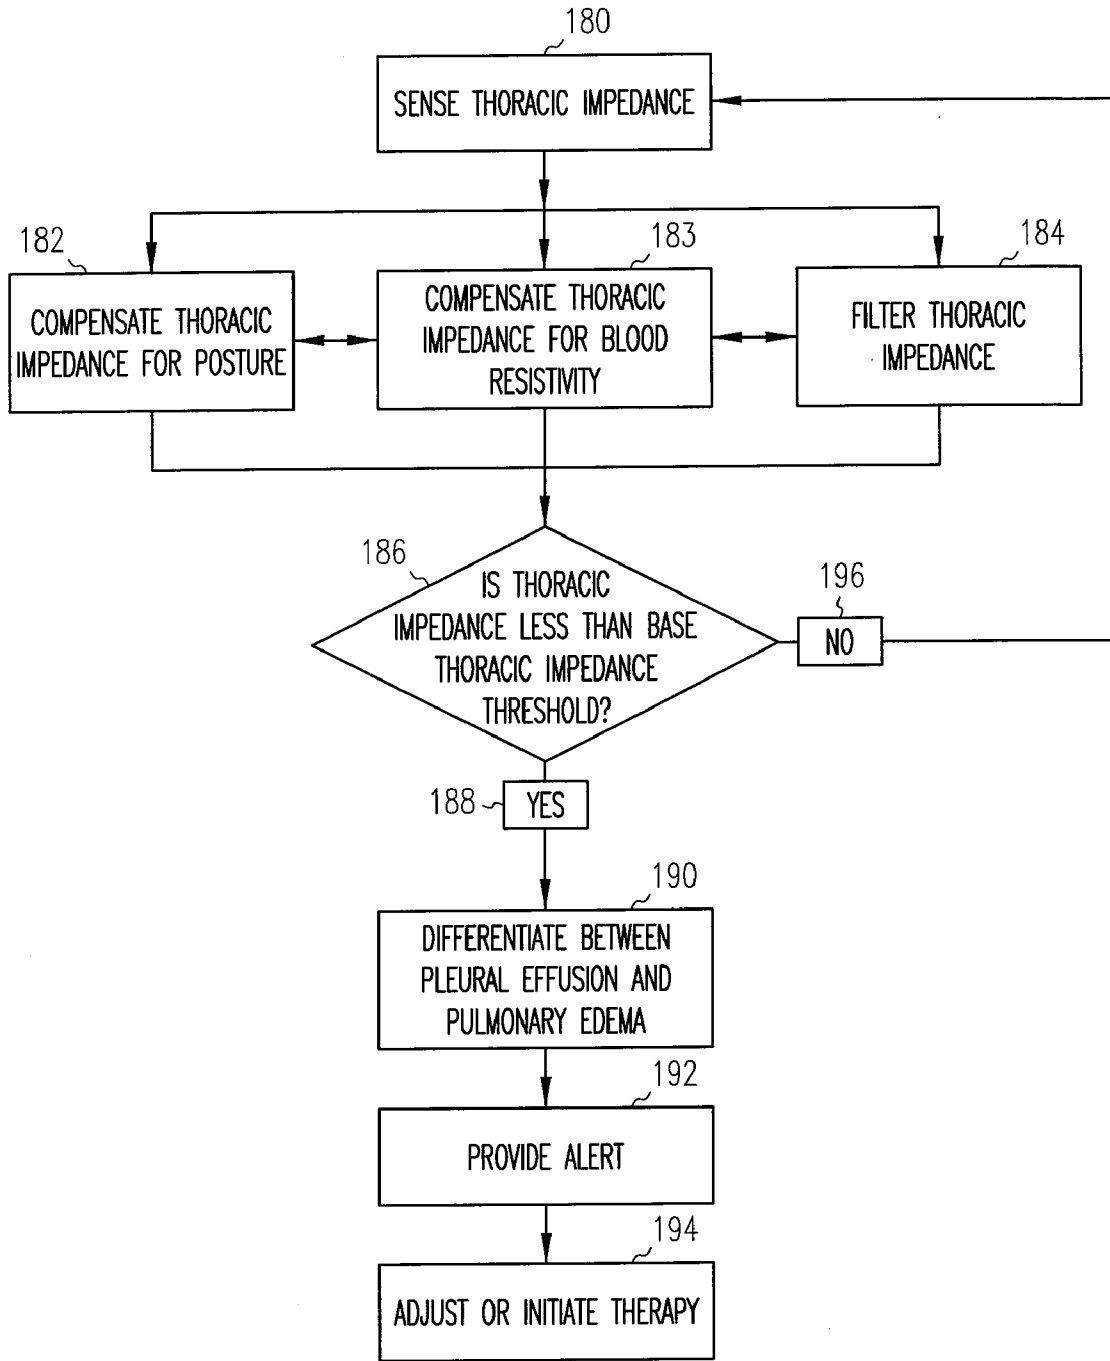 180
SENSE THORACIC IMPEDANCE
182
COMPENSATE THORACIC
IMPEDANCE FOR POSTURE
183
COMPENSATE THORACIC
IMPEDANCE FOR BLOOD
RESISTIVITY
184
FILTER THORACIC
IMPEDANCE
186
IS THORACIC
IMPEDANCE LESS THAN BASE
THORACIC IMPEDANCE
THRESHOLD?
196
NO
188
YES
190
DIFFERENTIATE BETWEEN
PLEURAL EFFUSION AND
PULMONARY EDEMA
192
PROVIDE ALERT
194
ADJUST OR INITIATE THERAPY